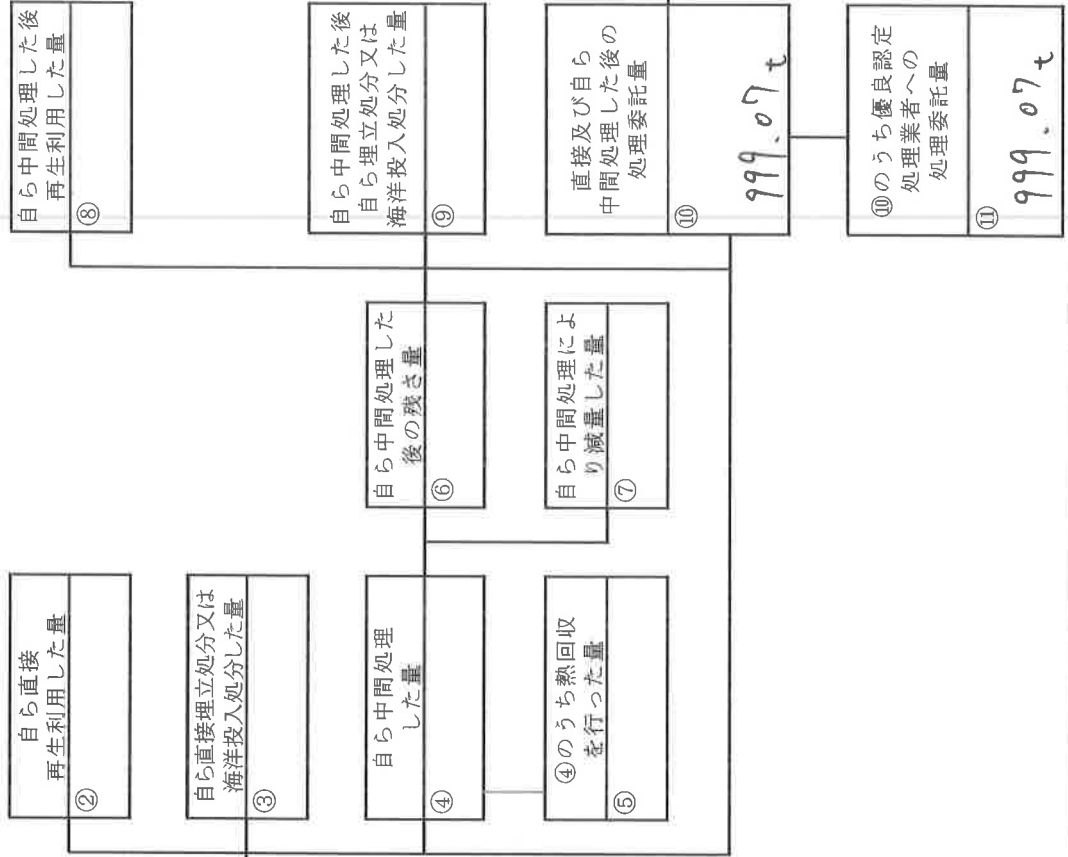 自ら直接
再生利用した量
②
自ら直接埋立処分又は
海洋投入処分した量
③
自ら中間処理
した量
④
④のうち熱回収
を行った量
⑤
自ら中間処理した
後の残さ量
⑥
自ら中間処理によ
り減量した量
⑦
自ら中間処理した後
再生利用した量
⑧
自ら中間処理した後
自ら埋立処分又は
海洋投入処分した量
⑨
直接及び自ら
中間処理した後の
処理委託量
⑩
999.07 t
⑩のうち優良認定
処理業者への
処理委託量
⑪
999.07 t